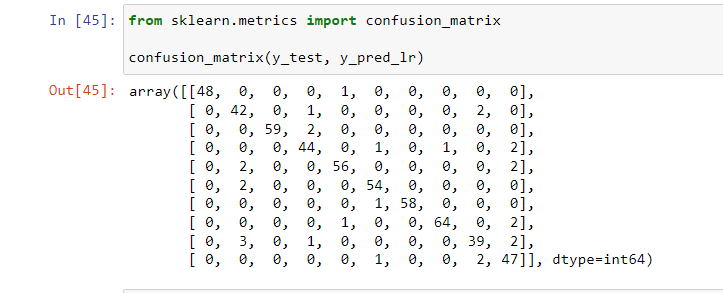 In [45]: from sklearn.metrics import confusion_matrix
confusion_matrix(y_test, y_pred_lr)
Out[45]: array([[48, 0, 0, 0, 1, 0, 0, 0, 0, 0],
[ 0, 42, 0, 1, 0, 0, 0, 0, 2, 0],
[ 0, 0, 59, 2, 0, 0, 0, 0, 0, 0],
[ 0, 0, 0, 44, 0, 1, 0, 1, 0, 2],
[ 0, 2, 0, 0, 56, 0, 0, 0, 0, 2],
[ 0, 2, 0, 0, 0, 54, 0, 0, 0, 0],
[ 0, 0, 0, 0, 0, 1, 58, 0, 0, 0],
[ 0, 0, 0, 0, 1, 0, 0, 64, 0, 2],
[ 0, 3, 0, 1, 0, 0, 0, 0, 39, 2],
[ 0, 0, 0, 0, 0, 1, 0, 0, 2, 47]], dtype=int64)